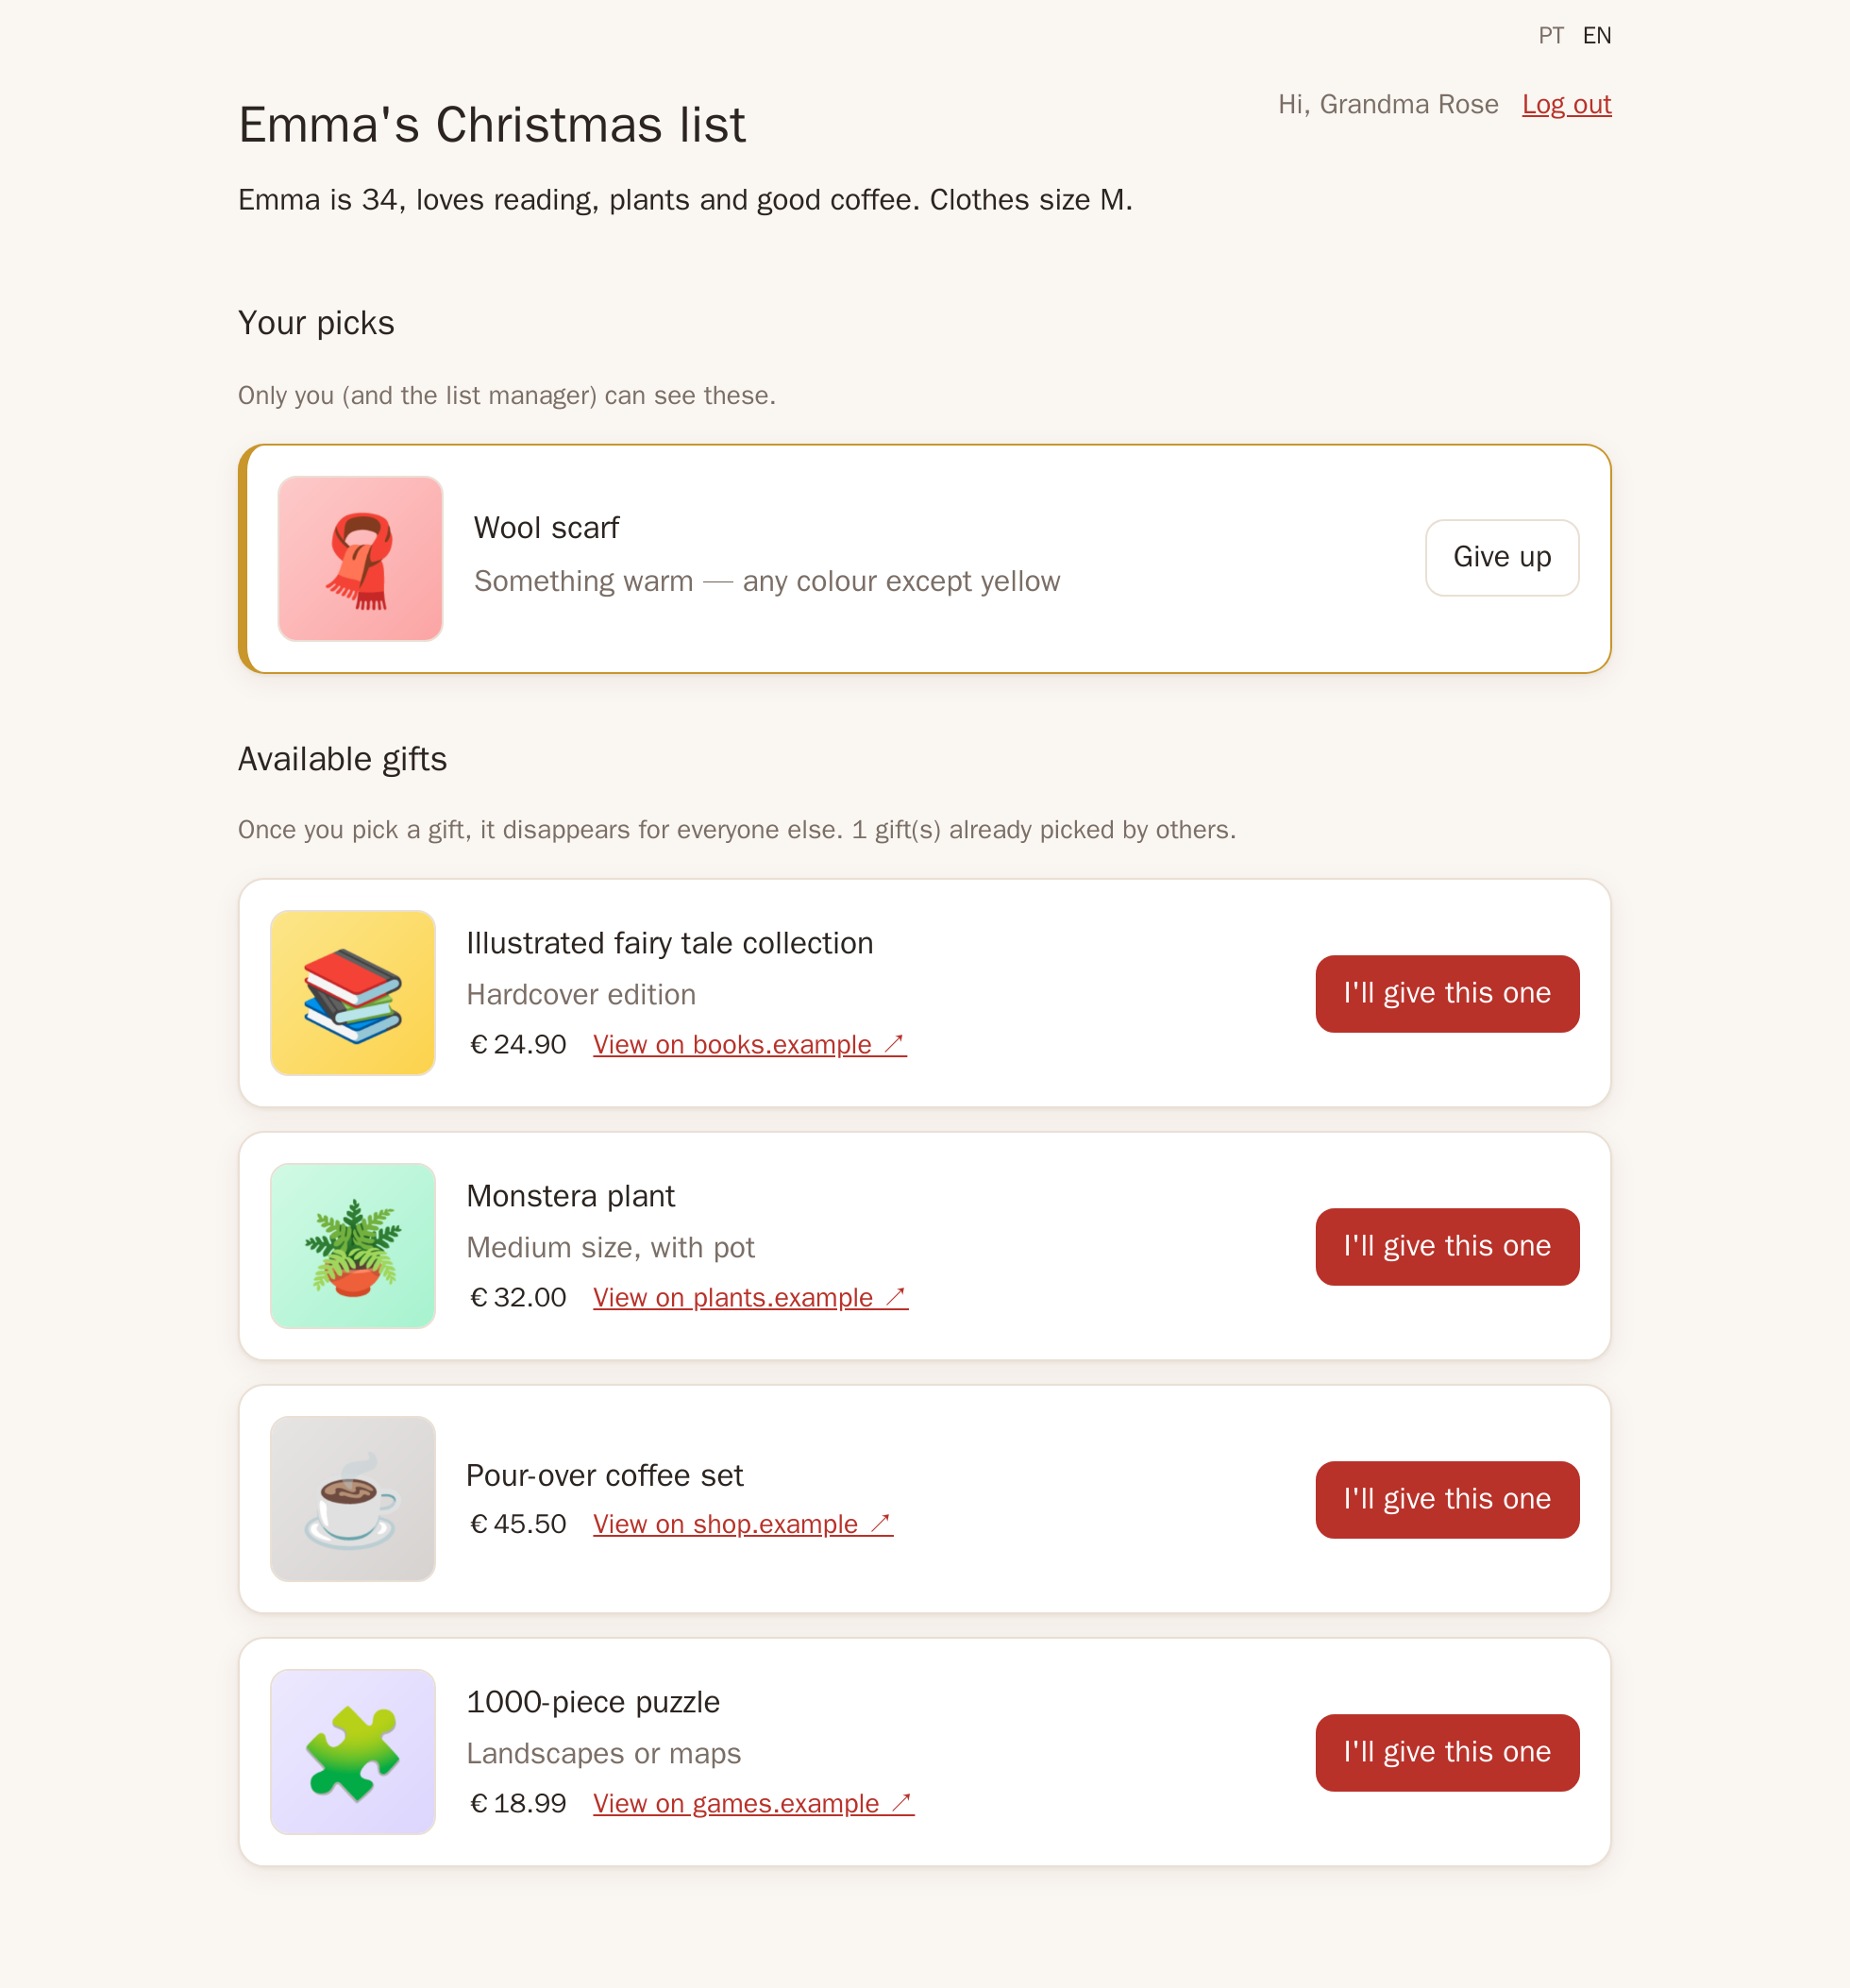 PT EN
Hi, Grandma Rose Log out
Emma's Christmas list
Emma is 34, loves reading, plants and good coffee. Clothes size M.
Your picks
Only you (and the list manager) can see these.
Wool scarf
Something warm — any colour except yellow
Give up
Available gifts
Once you pick a gift, it disappears for everyone else. 1 gift(s) already picked by others.
Illustrated fairy tale collection
Hardcover edition
€ 24.90 View on books.example ↗
I'll give this one
Monstera plant
Medium size, with pot
€ 32.00 View on plants.example ↗
I'll give this one
Pour-over coffee set
€ 45.50 View on shop.example ↗
I'll give this one
1000-piece puzzle
Landscapes or maps
€ 18.99 View on games.example ↗
I'll give this one